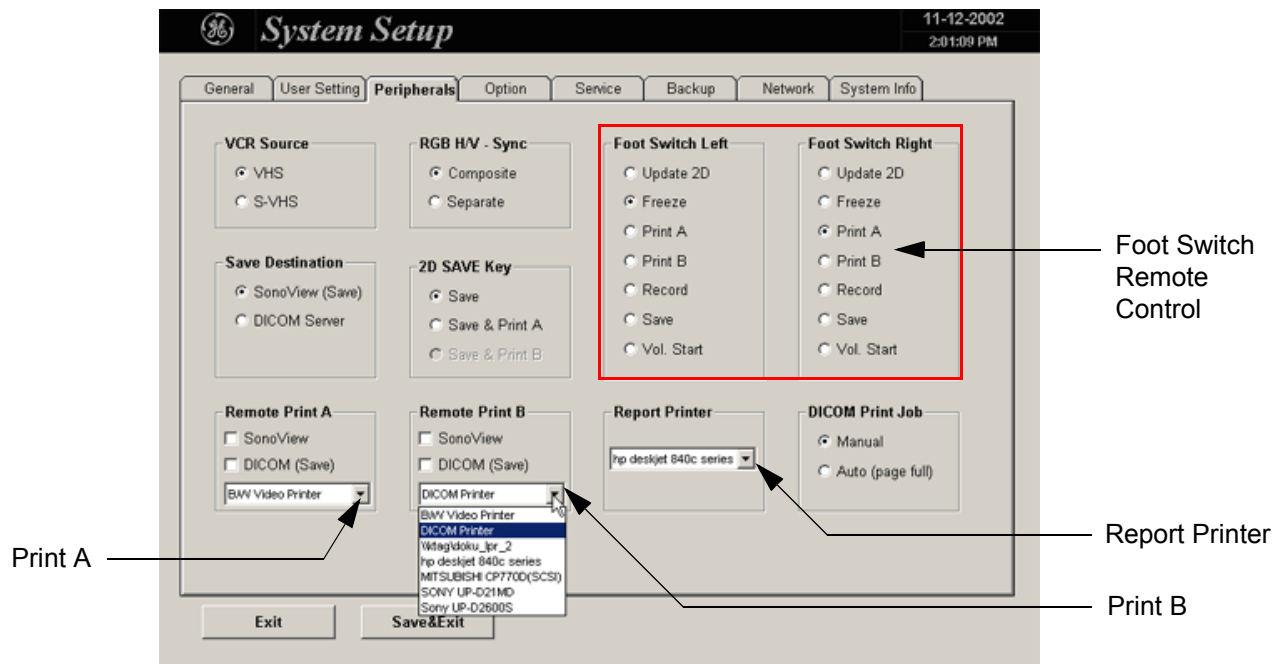 GE
System Setup
11-12-2002
2:01:09 PM
General
User Setting
Peripherals
Option
Service
Backup
Network
System Info
VCR Source
VHS
S-VHS
RGB H/V - Sync
Composite
Separate
Foot Switch Left
Update 2D
Freeze
Print A
Print B
Record
Save
Vol. Start
Foot Switch Right
Update 2D
Freeze
Print A
Print B
Record
Save
Vol. Start
Foot Switch
Remote
Control
Save Destination
SonoView (Save)
DICOM Server
2D SAVE Key
Save
Save & Print A
Save & Print B
Remote Print A
SonoView
DICOM (Save)
B/W Video Printer
Remote Print B
SonoView
DICOM (Save)
DICOM Printer
B/W Video Printer
DICOM Printer
\\ktag\doku_lpr_2
hp deskjet 840c series
MITSUBISHI CP770D(SCSI)
SONY UP-D21MD
Sony UP-D2600S
Report Printer
hp deskjet 840c series
DICOM Print Job
Manual
Auto (page full)
Print A
Report Printer
Print B
Exit
Save&Exit